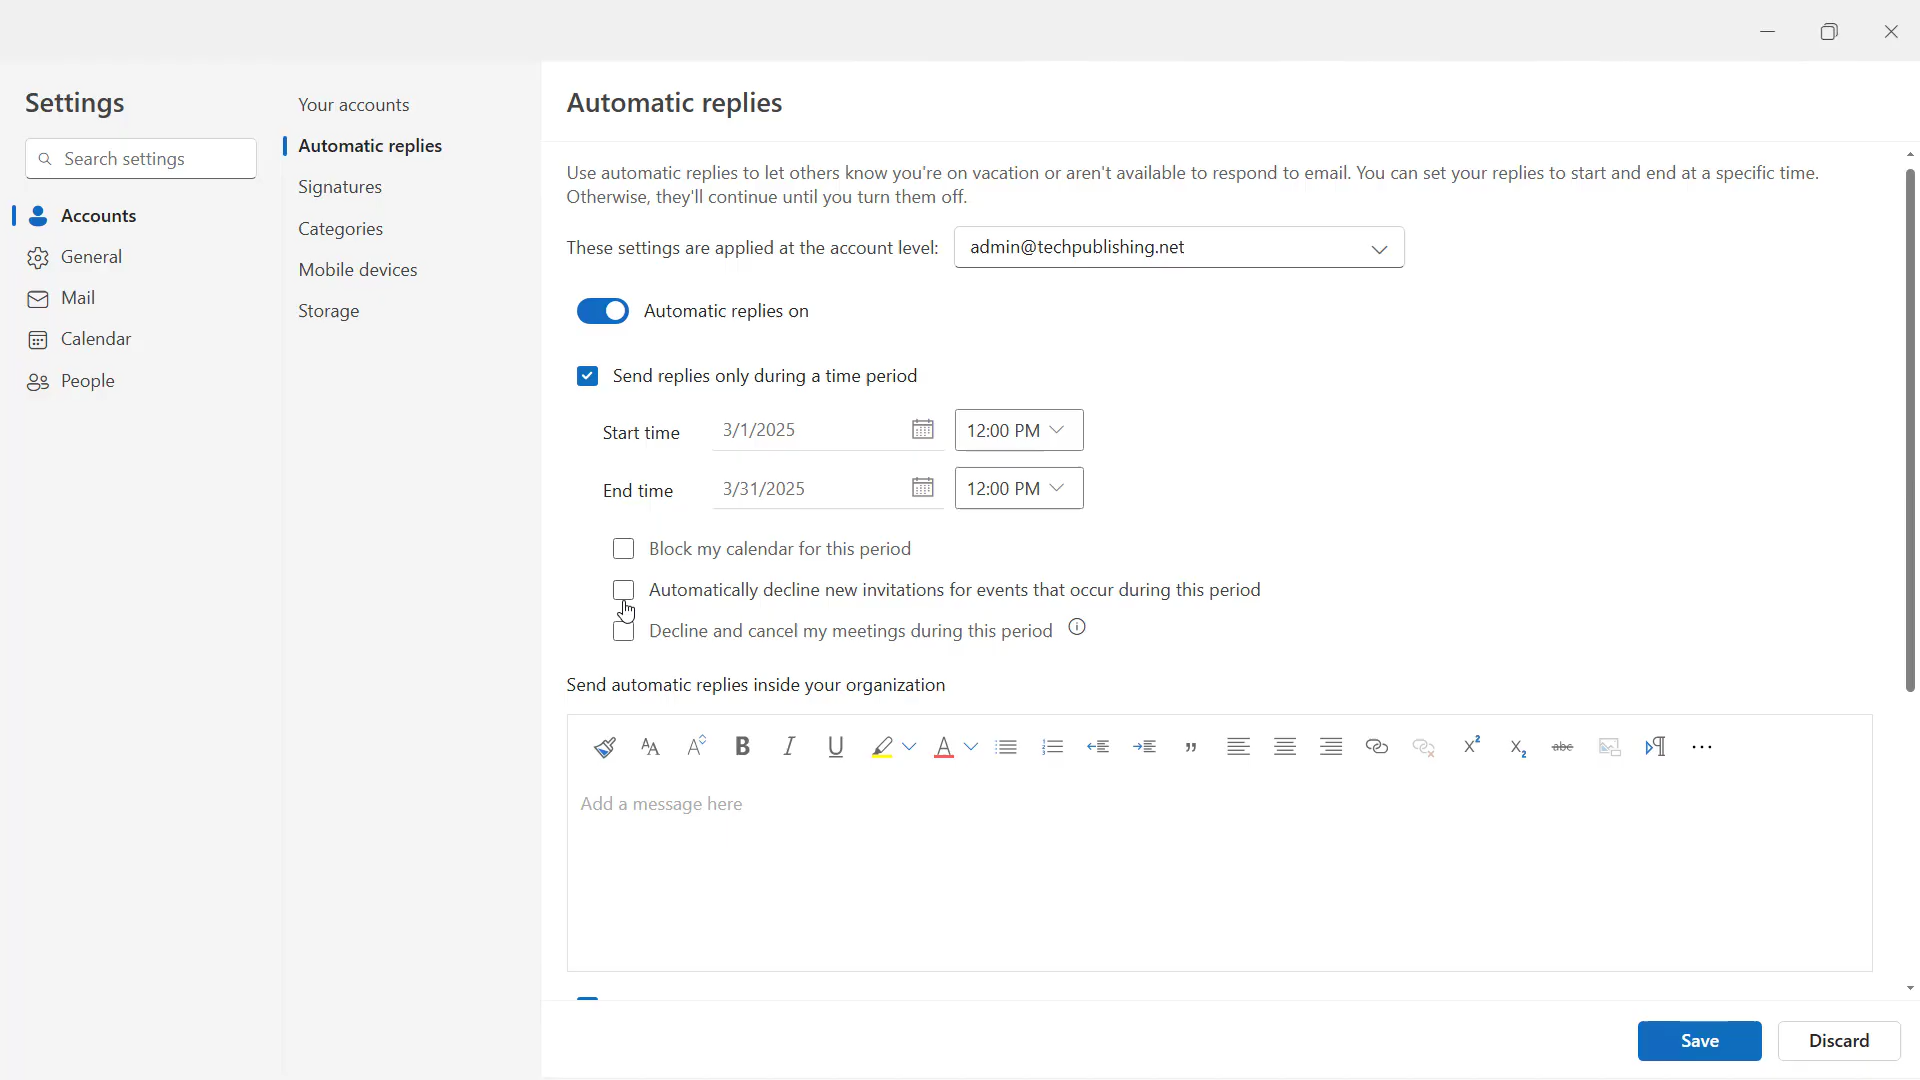 Settings
Search settings
Accounts
General
Mail
Calendar
People
Your accounts
Automatic replies
Signatures
Categories
Mobile devices
Storage
Automatic replies
Use automatic replies to let others know you're on vacation or aren't available to respond to email. You can set your replies to start and end at a specific time.
Otherwise, they'll continue until you turn them off.
These settings are applied at the account level: admin@techpublishing.net
Automatic replies on
Send replies only during a time period
Start time 3/1/2025 12:00 PM
End time 3/31/2025 12:00 PM
Block my calendar for this period
Automatically decline new invitations for events that occur during this period
Decline and cancel my meetings during this period
Send automatic replies inside your organization
Add a message here
Save Discard